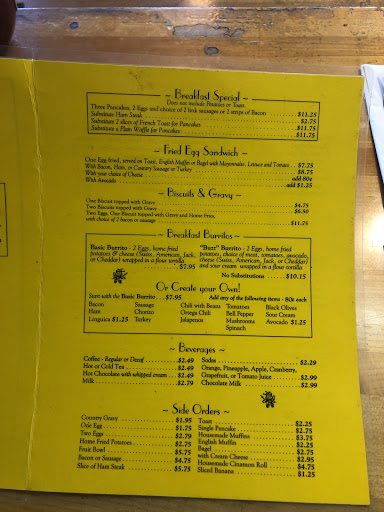 ~ Breakfast Special ~
Does not include Potatoes or Toast.
Three Pancakes, 2 Eggs and choice of 2 link sausages or 2 strips of Bacon $11.25
Substitute Ham Steak $2.75
Substitute 2 slices of French Toast for Pancakes $11.75
Substitute a Plain Waffle for Pancakes $11.75
~ Fried Egg Sandwich ~
One Egg fried, served on Toast, English Muffin or Bagel with Mayonnaise, Lettuce and Tomato $7.75
With Bacon, Ham, or Country Sausage or Turkey $8.75
With your choice of Cheese add 80¢
With Avocado add $1.25
~ Biscuits & Gravy ~
One Biscuit topped with Gravy $4.75
Two Biscuits topped with Gravy $6.50
Two Eggs, One Biscuit topped with Gravy and Home Fries,
with choice of 2 bacon or sausage $11.75
~ Breakfast Burritos ~
Basic Burrito - 2 Eggs, home fried
potatoes & cheese (Swiss, American, Jack,
or Cheddar) wrapped in a flour tortilla
$7.95
"Buzz" Burrito - 2 Eggs, home fried
potatoes, choice of meat, tomatoes, avocado,
cheese (Swiss, American, Jack, or Cheddar)
and sour cream wrapped in a flour tortilla
No Substitutions $10.15
Or Create your Own!
Start with the Basic Burrito $7.95 Add any of the following items - 80¢ each
Bacon Sausage Chili with Beans Tomatoes Black Olives
Ham Chorizo Ortega Chili Bell Pepper Sour Cream
Linguica $1.25 Turkey Jalapenos Mushrooms Avocado $1.25
Spinach
~ Beverages ~
Coffee - Regular or Decaf $2.49
Hot or Cold Tea $2.49
Hot Chocolate with whipped cream $2.49
Milk $2.79
Sodas $2.29
Orange, Pineapple, Apple, Cranberry,
Grapefruit, or Tomato Juice $2.99
Chocolate Milk $2.99
~ Side Orders ~
Country Gravy $1.95
One Egg $1.75
Two Eggs $2.79
Home Fried Potatoes $2.75
Fruit Bowl $5.75
Bacon or Sausage $4.75
Slice of Ham Steak $5.75
Toast $2.25
Single Pancake $2.75
Housemade Muffins $3.75
English Muffin $2.25
Bagel $2.75
with Cream Cheese $2.95
Housemade Cinnamon Roll $4.75
Sliced Banana $1.25